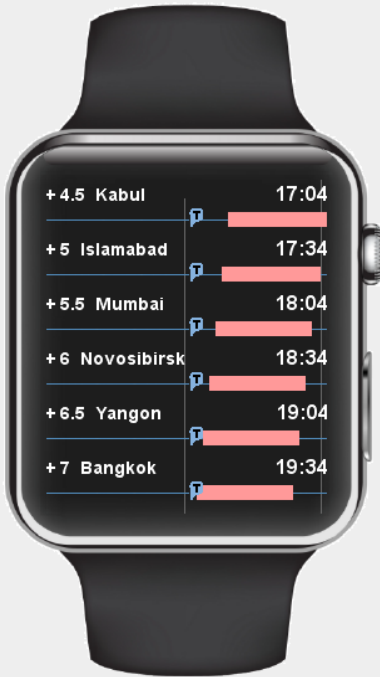 + 4.5 Kabul 17:04
T
+ 5 Islamabad 17:34
T
+ 5.5 Mumbai 18:04
T
+ 6 Novosibirsk 18:34
T
+ 6.5 Yangon 19:04
T
+ 7 Bangkok 19:34
T